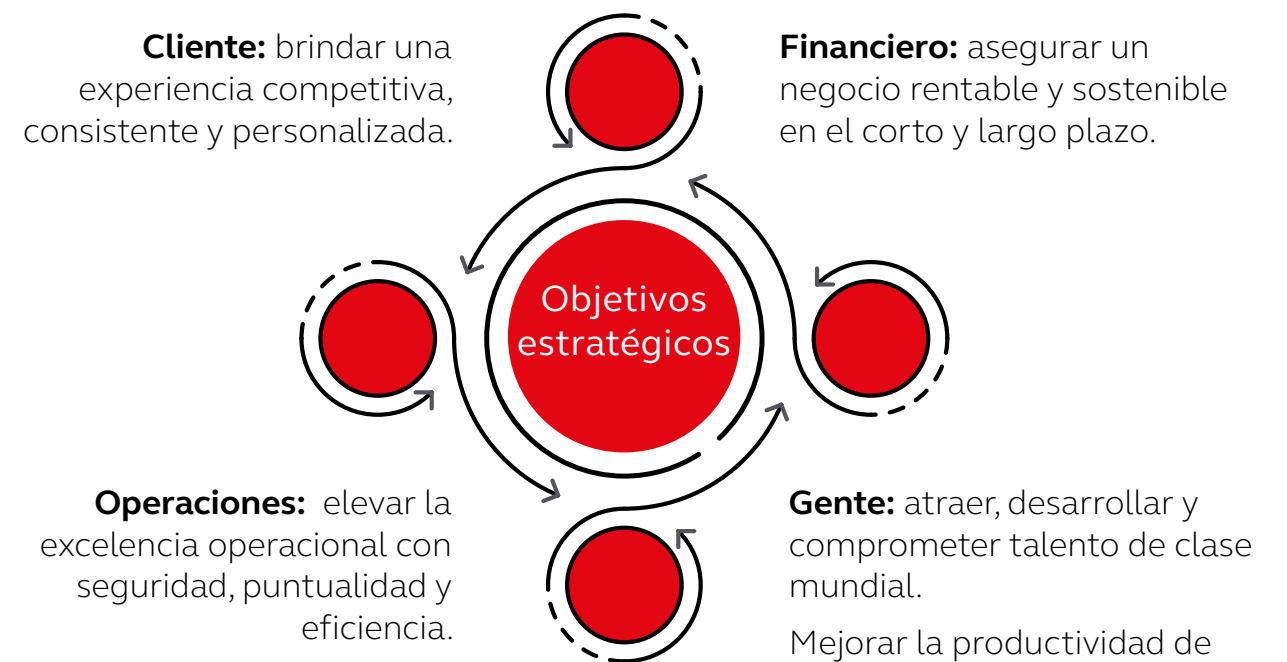 Cliente: brindar una
experiencia competitiva,
consistente y personalizada.
Financiero: asegurar un
negocio rentable y sostenible
en el corto y largo plazo.
Objetivos
estratégicos
Operaciones: elevar la
excelencia operacional con
seguridad, puntualidad y
eficiencia.
Gente: atraer, desarrollar y
comprometer talento de clase
mundial.
Mejorar la productividad de